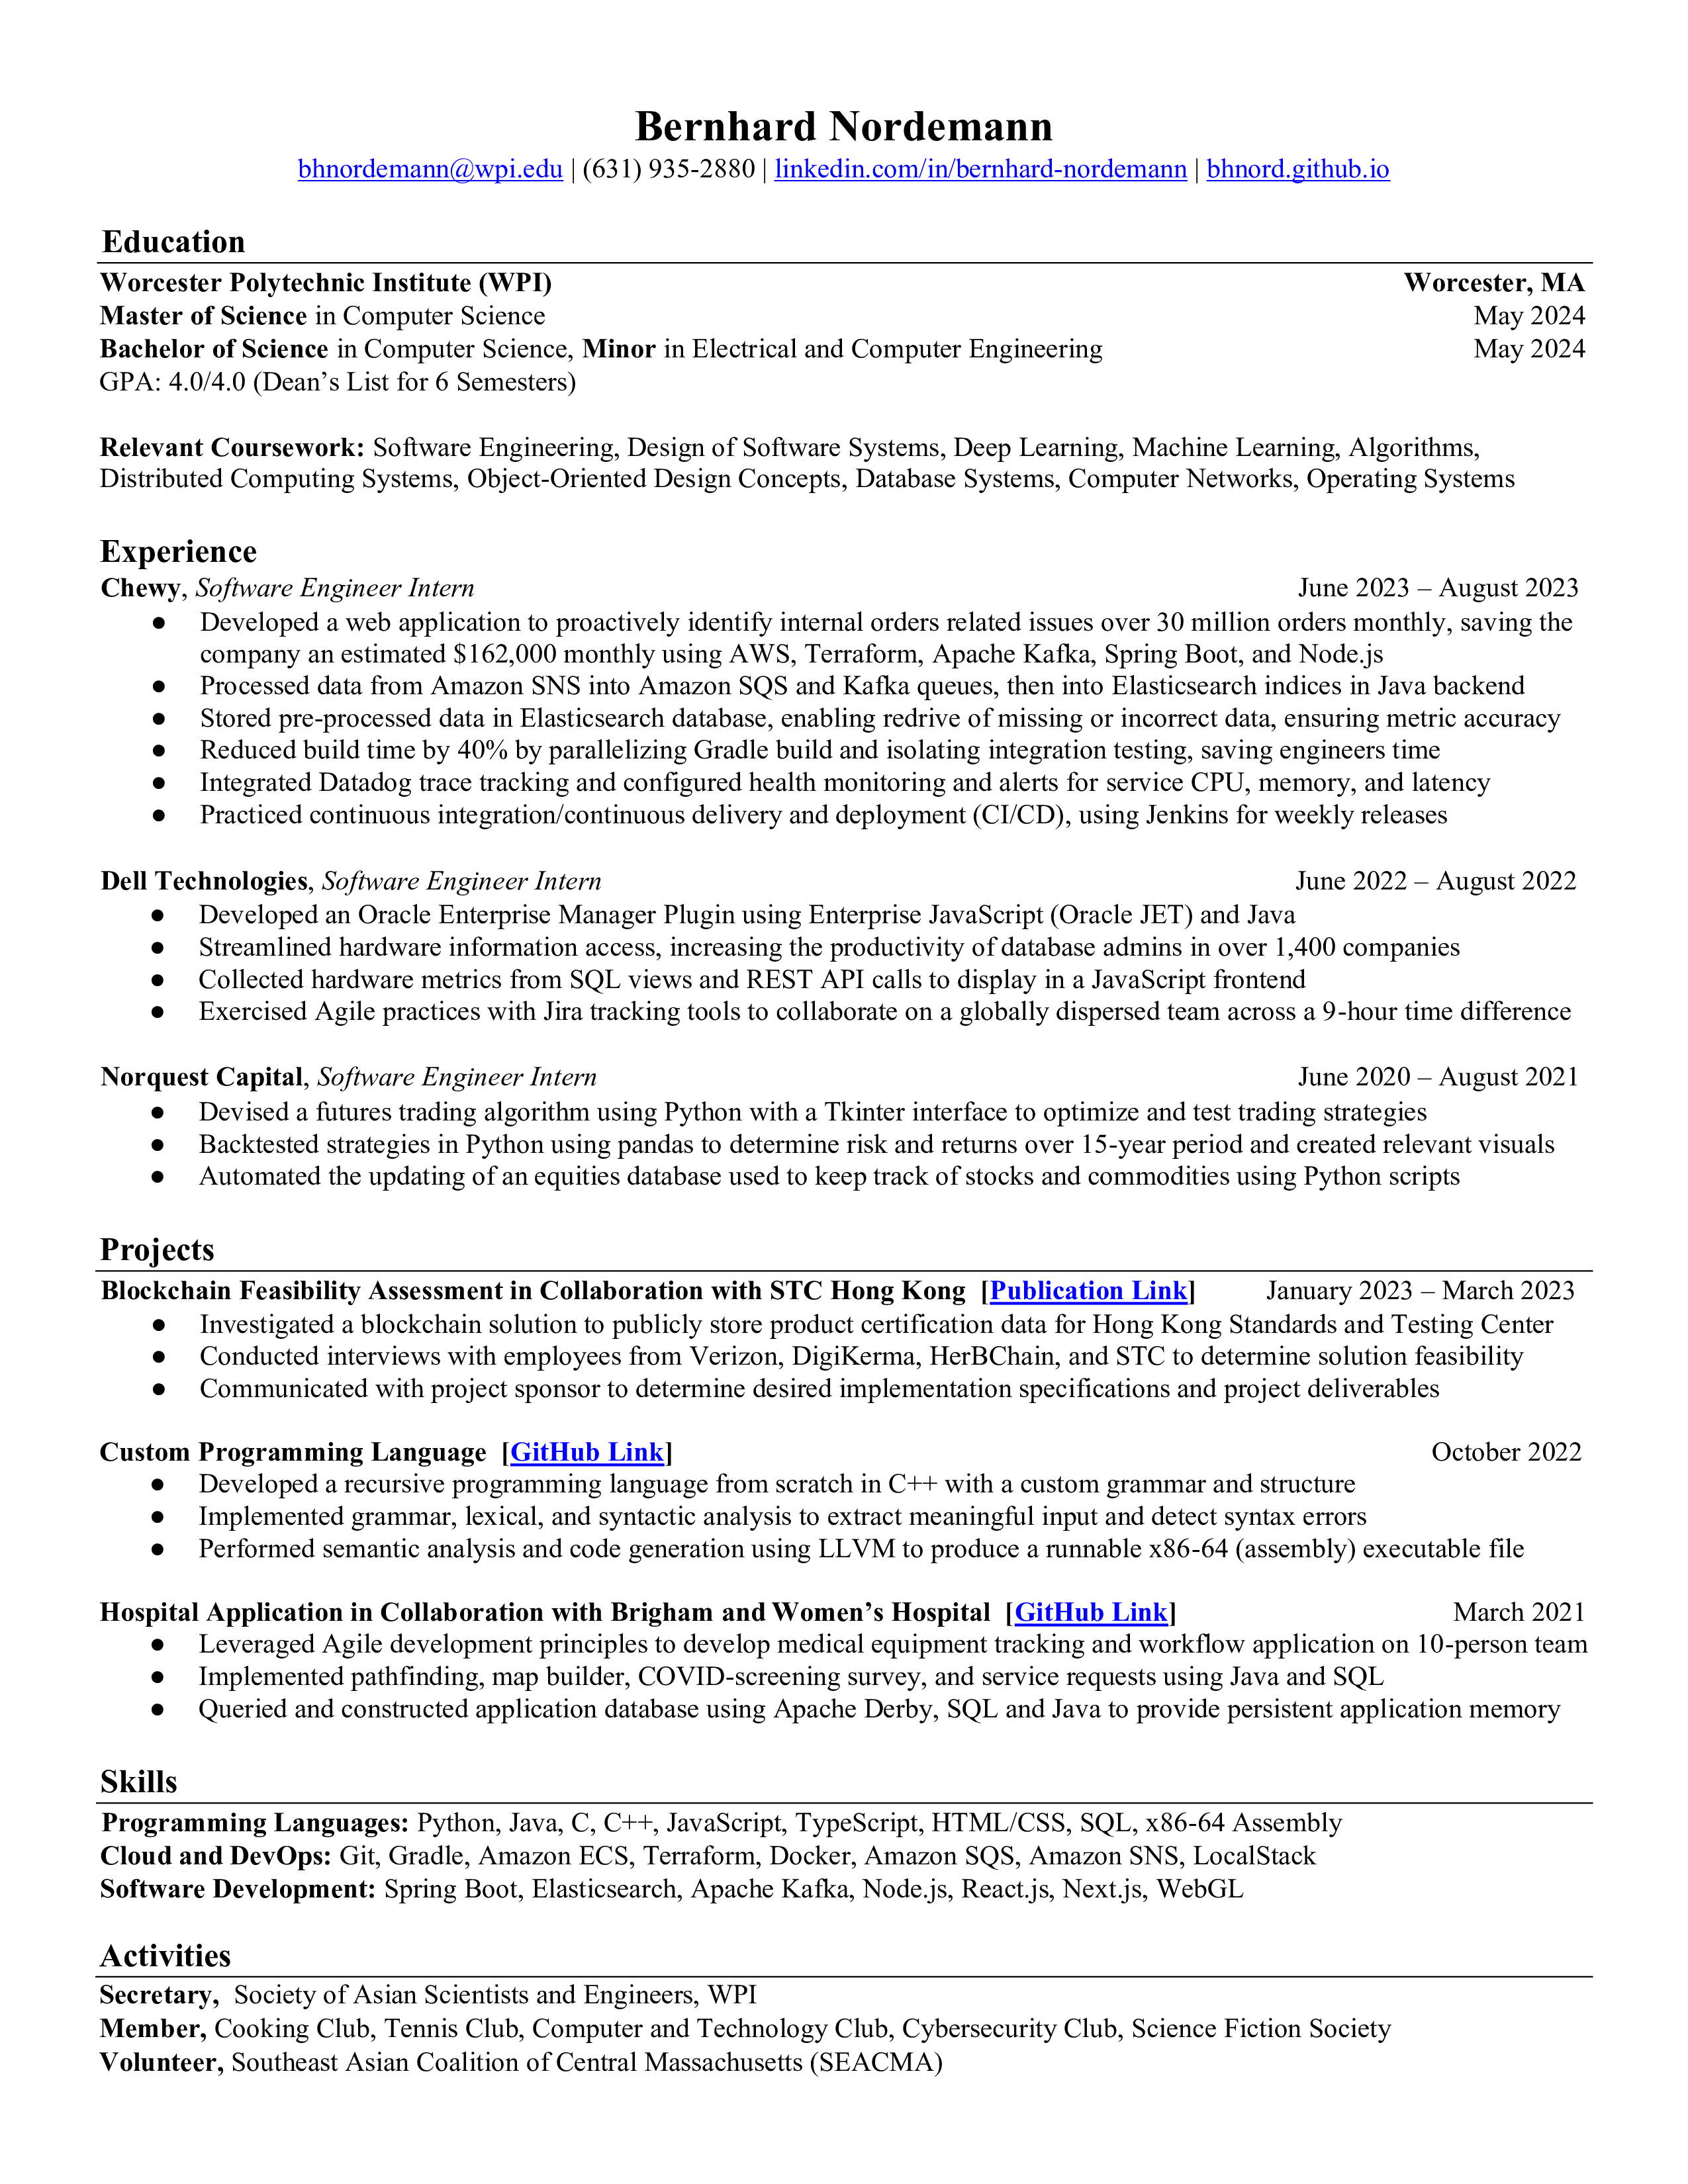 Bernhard Nordemann
bhnordemann@wpi.edu | (631) 935-2880 | linkedin.com/in/bernhard-nordemann | bhnord.github.io
Education
Worcester Polytechnic Institute (WPI) Worcester, MA
Master of Science in Computer Science May 2024
Bachelor of Science in Computer Science, Minor in Electrical and Computer Engineering May 2024
GPA: 4.0/4.0 (Dean’s List for 6 Semesters)
Relevant Coursework: Software Engineering, Design of Software Systems, Deep Learning, Machine Learning, Algorithms,
Distributed Computing Systems, Object-Oriented Design Concepts, Database Systems, Computer Networks, Operating Systems
Experience
Chewy, Software Engineer Intern June 2023 – August 2023
● Developed a web application to proactively identify internal orders related issues over 30 million orders monthly, saving the
company an estimated $162,000 monthly using AWS, Terraform, Apache Kafka, Spring Boot, and Node.js
● Processed data from Amazon SNS into Amazon SQS and Kafka queues, then into Elasticsearch indices in Java backend
● Stored pre-processed data in Elasticsearch database, enabling redrive of missing or incorrect data, ensuring metric accuracy
● Reduced build time by 40% by parallelizing Gradle build and isolating integration testing, saving engineers time
● Integrated Datadog trace tracking and configured health monitoring and alerts for service CPU, memory, and latency
● Practiced continuous integration/continuous delivery and deployment (CI/CD), using Jenkins for weekly releases
Dell Technologies, Software Engineer Intern June 2022 – August 2022
● Developed an Oracle Enterprise Manager Plugin using Enterprise JavaScript (Oracle JET) and Java
● Streamlined hardware information access, increasing the productivity of database admins in over 1,400 companies
● Collected hardware metrics from SQL views and REST API calls to display in a JavaScript frontend
● Exercised Agile practices with Jira tracking tools to collaborate on a globally dispersed team across a 9-hour time difference
Norquest Capital, Software Engineer Intern June 2020 – August 2021
● Devised a futures trading algorithm using Python with a Tkinter interface to optimize and test trading strategies
● Backtested strategies in Python using pandas to determine risk and returns over 15-year period and created relevant visuals
● Automated the updating of an equities database used to keep track of stocks and commodities using Python scripts
Projects
Blockchain Feasibility Assessment in Collaboration with STC Hong Kong [Publication Link] January 2023 – March 2023
● Investigated a blockchain solution to publicly store product certification data for Hong Kong Standards and Testing Center
● Conducted interviews with employees from Verizon, DigiKerma, HerBChain, and STC to determine solution feasibility
● Communicated with project sponsor to determine desired implementation specifications and project deliverables
Custom Programming Language [GitHub Link] October 2022
● Developed a recursive programming language from scratch in C++ with a custom grammar and structure
● Implemented grammar, lexical, and syntactic analysis to extract meaningful input and detect syntax errors
● Performed semantic analysis and code generation using LLVM to produce a runnable x86-64 (assembly) executable file
Hospital Application in Collaboration with Brigham and Women’s Hospital [GitHub Link] March 2021
● Leveraged Agile development principles to develop medical equipment tracking and workflow application on 10-person team
● Implemented pathfinding, map builder, COVID-screening survey, and service requests using Java and SQL
● Queried and constructed application database using Apache Derby, SQL and Java to provide persistent application memory
Skills
Programming Languages: Python, Java, C, C++, JavaScript, TypeScript, HTML/CSS, SQL, x86-64 Assembly
Cloud and DevOps: Git, Gradle, Amazon ECS, Terraform, Docker, Amazon SQS, Amazon SNS, LocalStack
Software Development: Spring Boot, Elasticsearch, Apache Kafka, Node.js, React.js, Next.js, WebGL
Activities
Secretary, Society of Asian Scientists and Engineers, WPI
Member, Cooking Club, Tennis Club, Computer and Technology Club, Cybersecurity Club, Science Fiction Society
Volunteer, Southeast Asian Coalition of Central Massachusetts (SEACMA)